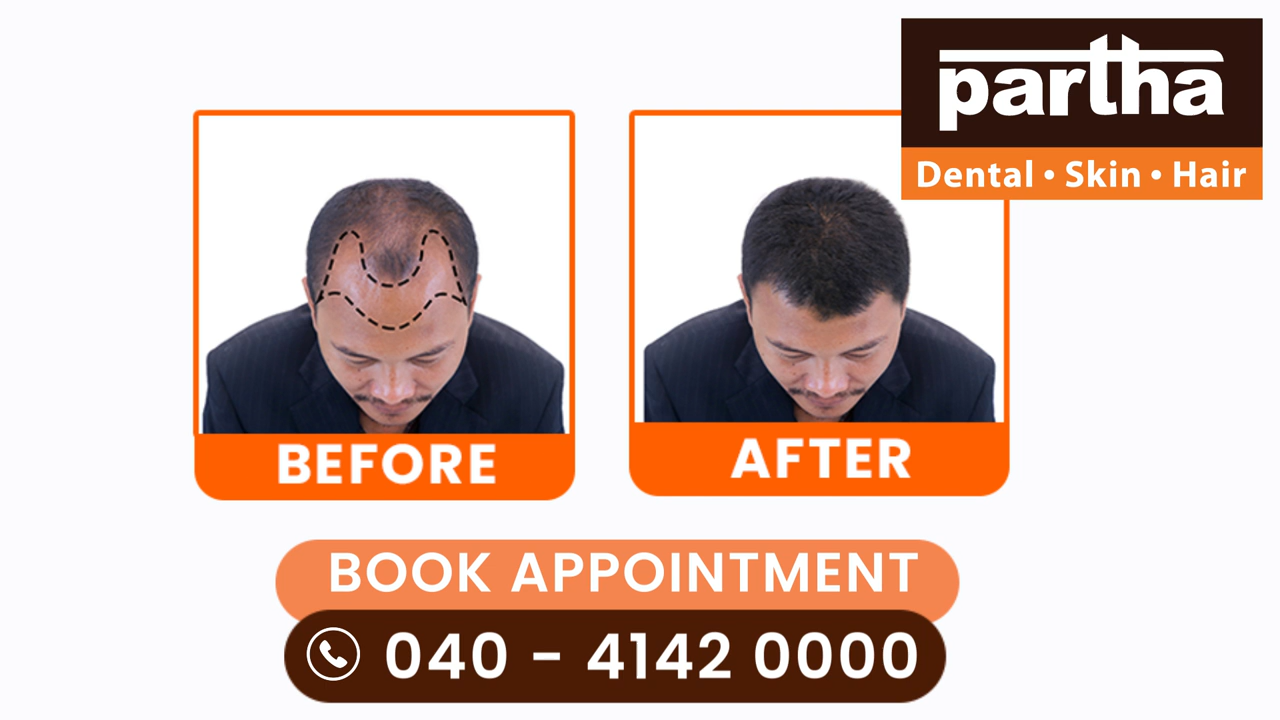 partha
Dental • Skin • Hair
BEFORE
AFTER
BOOK APPOINTMENT
040 - 4142 0000